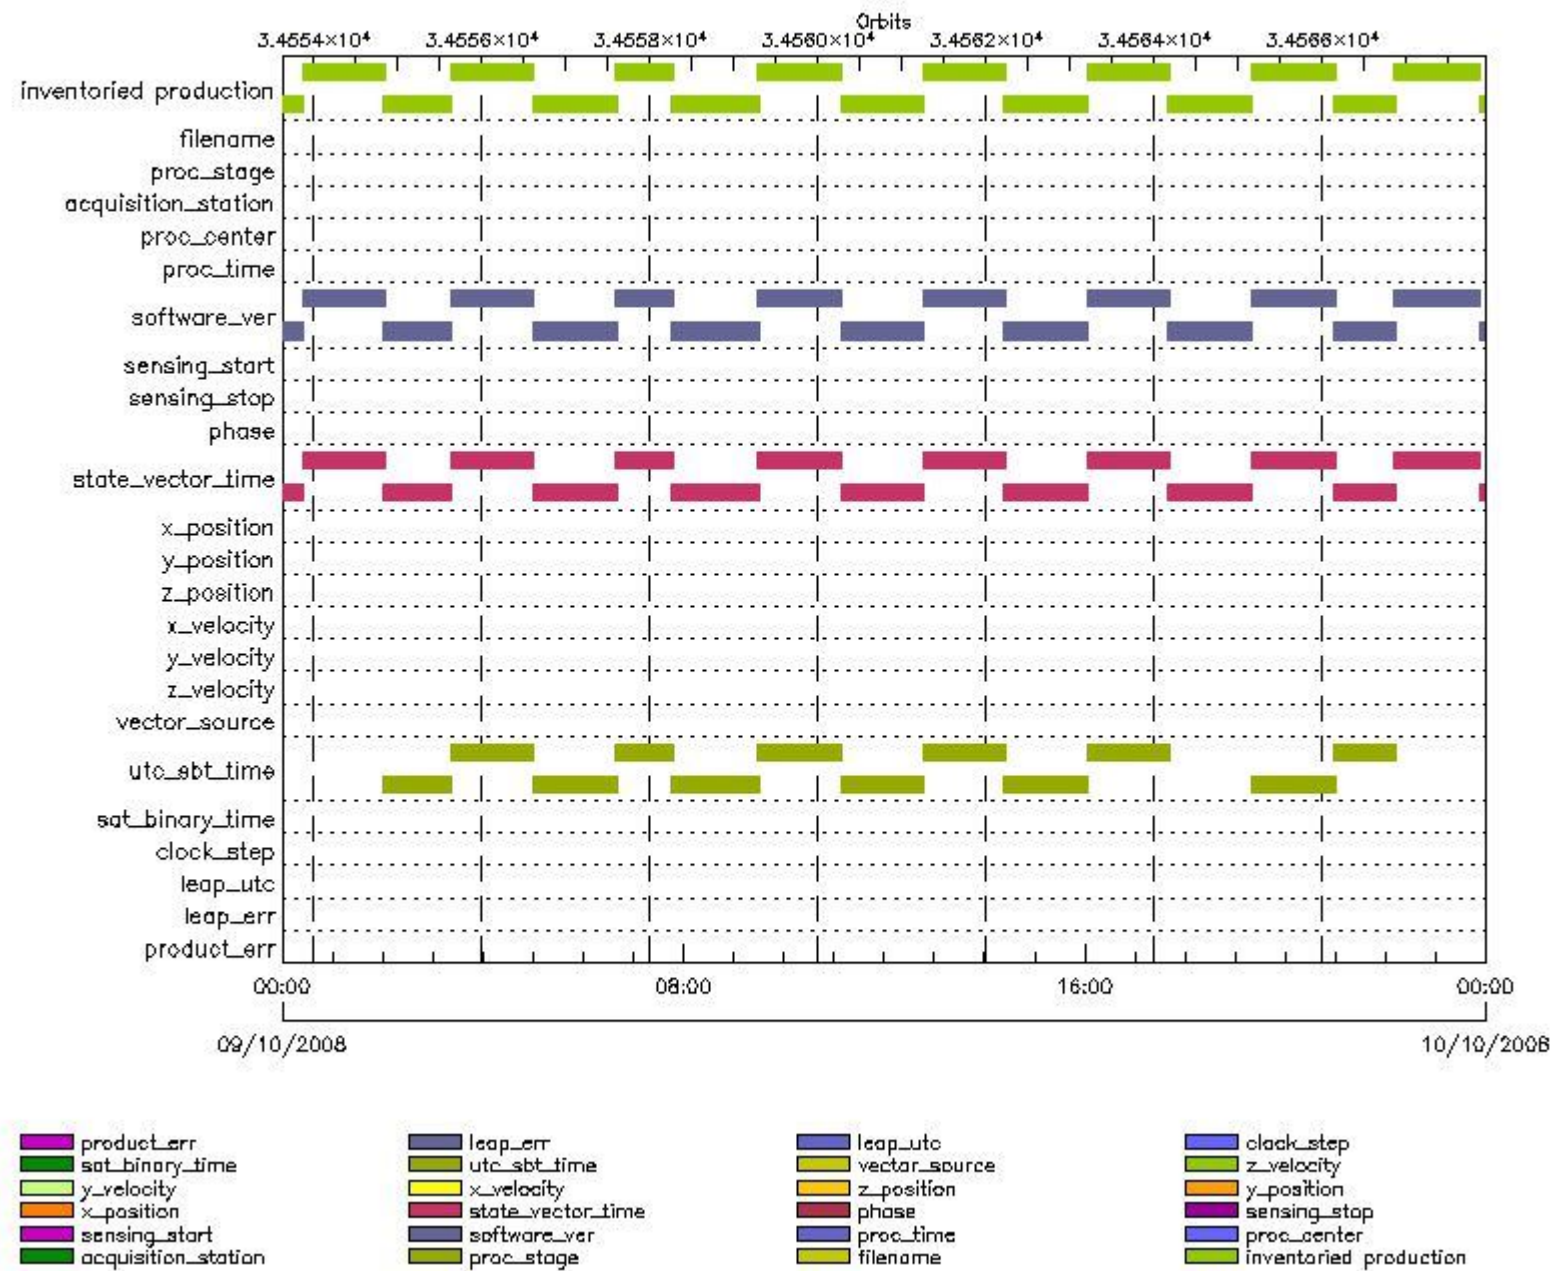 Orbits
3.4554×10⁴ 3.4556×10⁴ 3.4558×10⁴ 3.4560×10⁴ 3.4562×10⁴ 3.4564×10⁴ 3.4566×10⁴
inventoried production
filename
proc_stage
acquisition_station
proc_center
proc_time
software_ver
sensing_start
sensing_stop
phase
state_vector_time
x_position
y_position
z_position
x_velocity
y_velocity
z_velocity
vector_source
utc_sbt_time
sat_binary_time
clock_step
leap_utc
leap_err
product_err
00:00 08:00 16:00 00:00
09/10/2008 10/10/2008
product_err leap_err leap_utc clock_step
sat_binary_time utc_sbt_time vector_source z_velocity
y_velocity x_velocity z_position y_position
x_position state_vector_time phase sensing_stop
sensing_start software_ver proc_time proc_center
acquisition_station proc_stage filename inventoried production